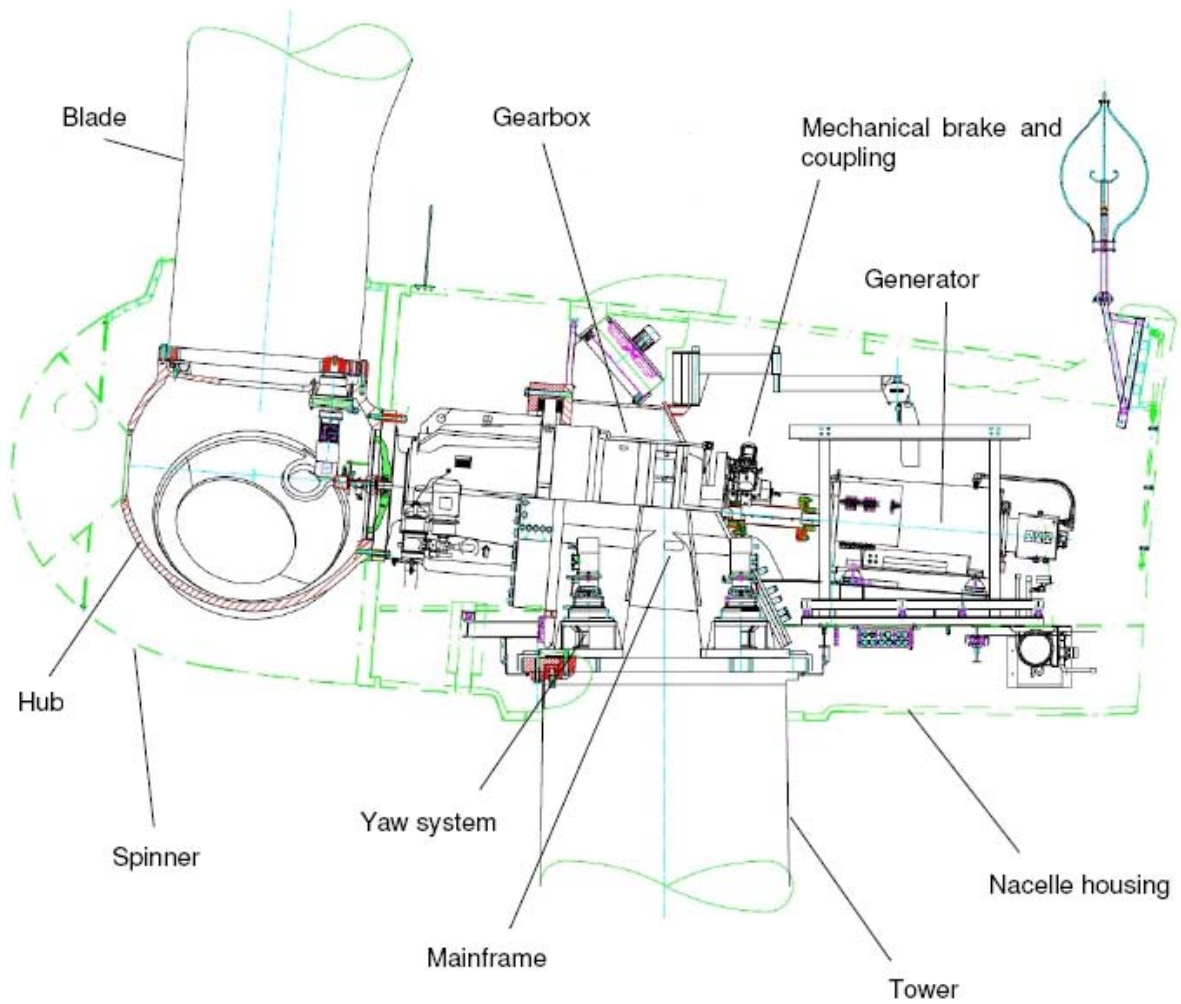 Blade
Gearbox
Mechanical brake and
coupling
Generator
Hub
Yaw system
Spinner
Nacelle housing
Mainframe
Tower